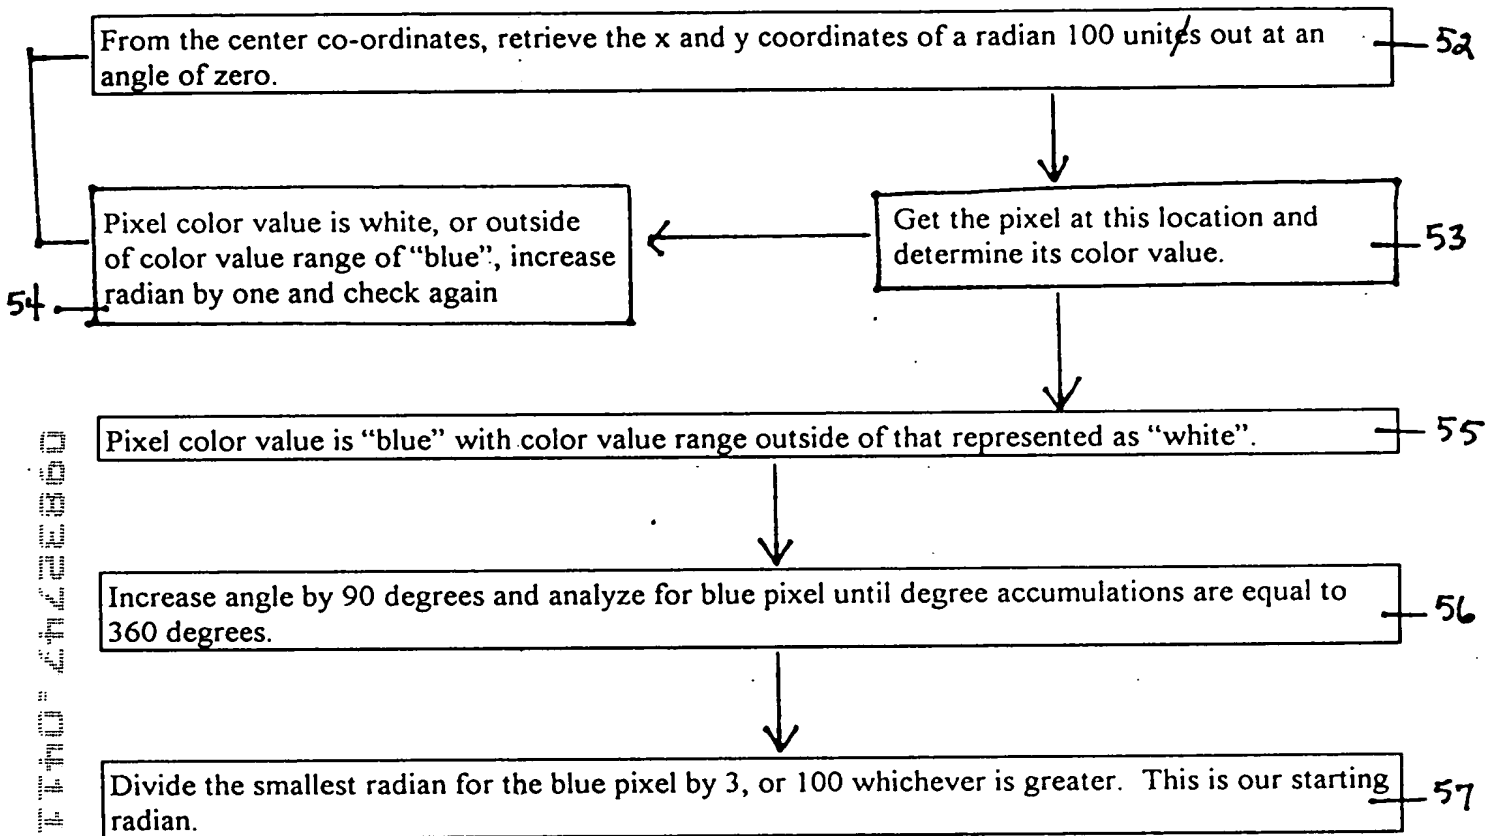 From the center co-ordinates, retrieve the x and y coordinates of a radian 100 unites out at an
angle of zero.
52
Pixel color value is white, or outside
of color value range of "blue", increase
radian by one and check again
54
Get the pixel at this location and
determine its color value.
53
Pixel color value is "blue" with color value range outside of that represented as "white".
55
Increase angle by 90 degrees and analyze for blue pixel until degree accumulations are equal to
360 degrees.
56
Divide the smallest radian for the blue pixel by 3, or 100 whichever is greater. This is our starting
radian.
57